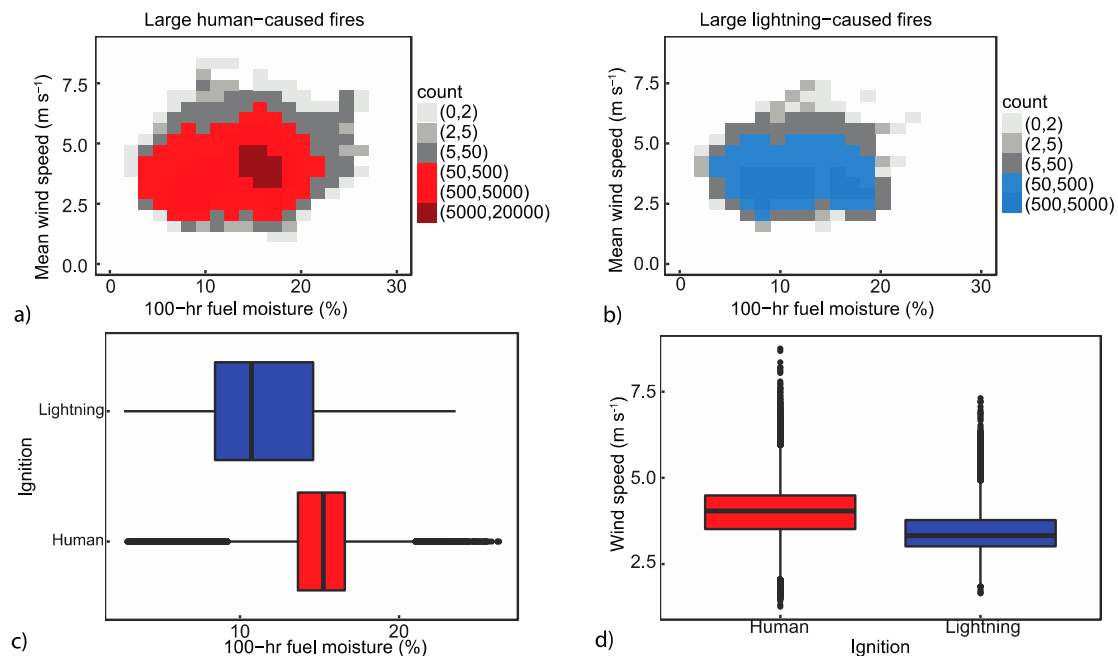 Large human−caused fires
Mean wind speed (m s⁻¹)
7.5
5.0
2.5
0.0
0
10
20
30
100−hr fuel moisture (%)
count
(0,2)
(2,5)
(5,50)
(50,500)
(500,5000)
(5000,20000)
a)
Large lightning−caused fires
Mean wind speed (m s⁻¹)
7.5
5.0
2.5
0.0
0
10
20
30
100−hr fuel moisture (%)
count
(0,2)
(2,5)
(5,50)
(50,500)
(500,5000)
b)
Ignition
Lightning
Human
10
20
100−hr fuel moisture (%)
c)
Wind speed (m s⁻¹)
7.5
5.0
2.5
Human
Lightning
Ignition
d)